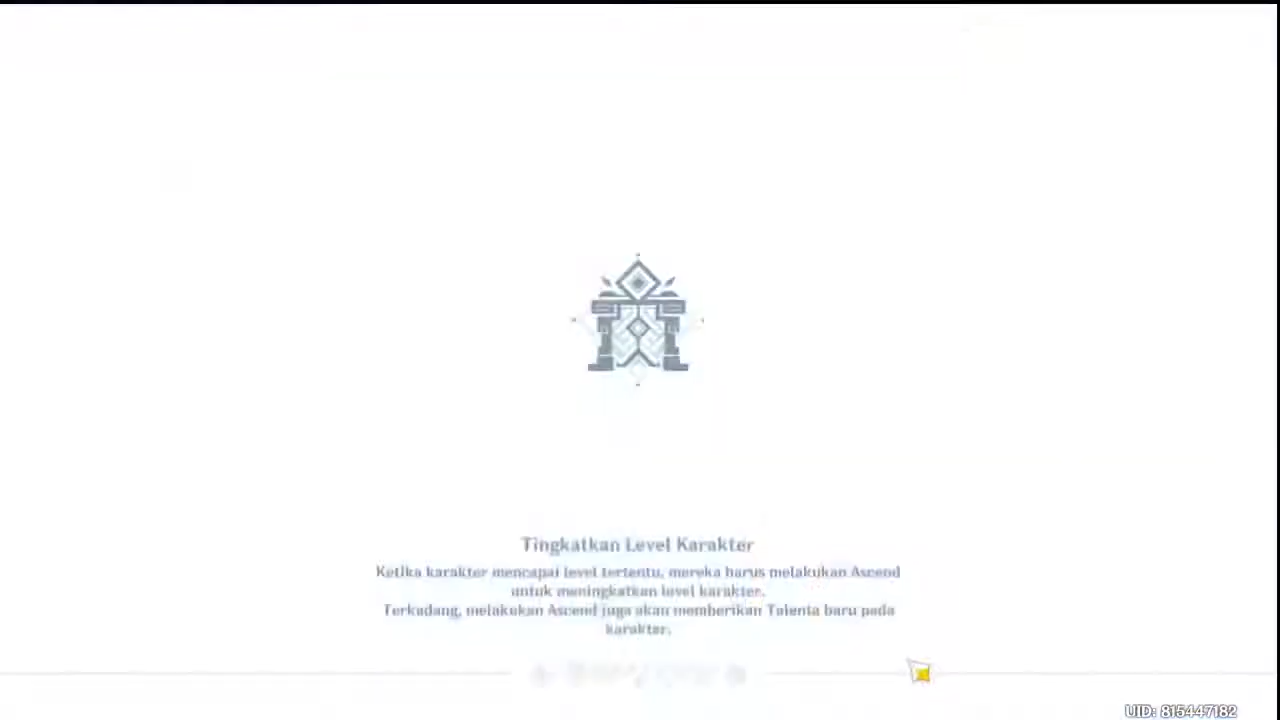 Tingkatkan Level Karakter
Ketika karakter mencapai level tertentu, mereka harus melakukan Ascend
untuk meningkatkan level karakter.
Terkadang, melakukan Ascend juga akan memberikan Talenta baru pada
karakter.
UID: 815447182